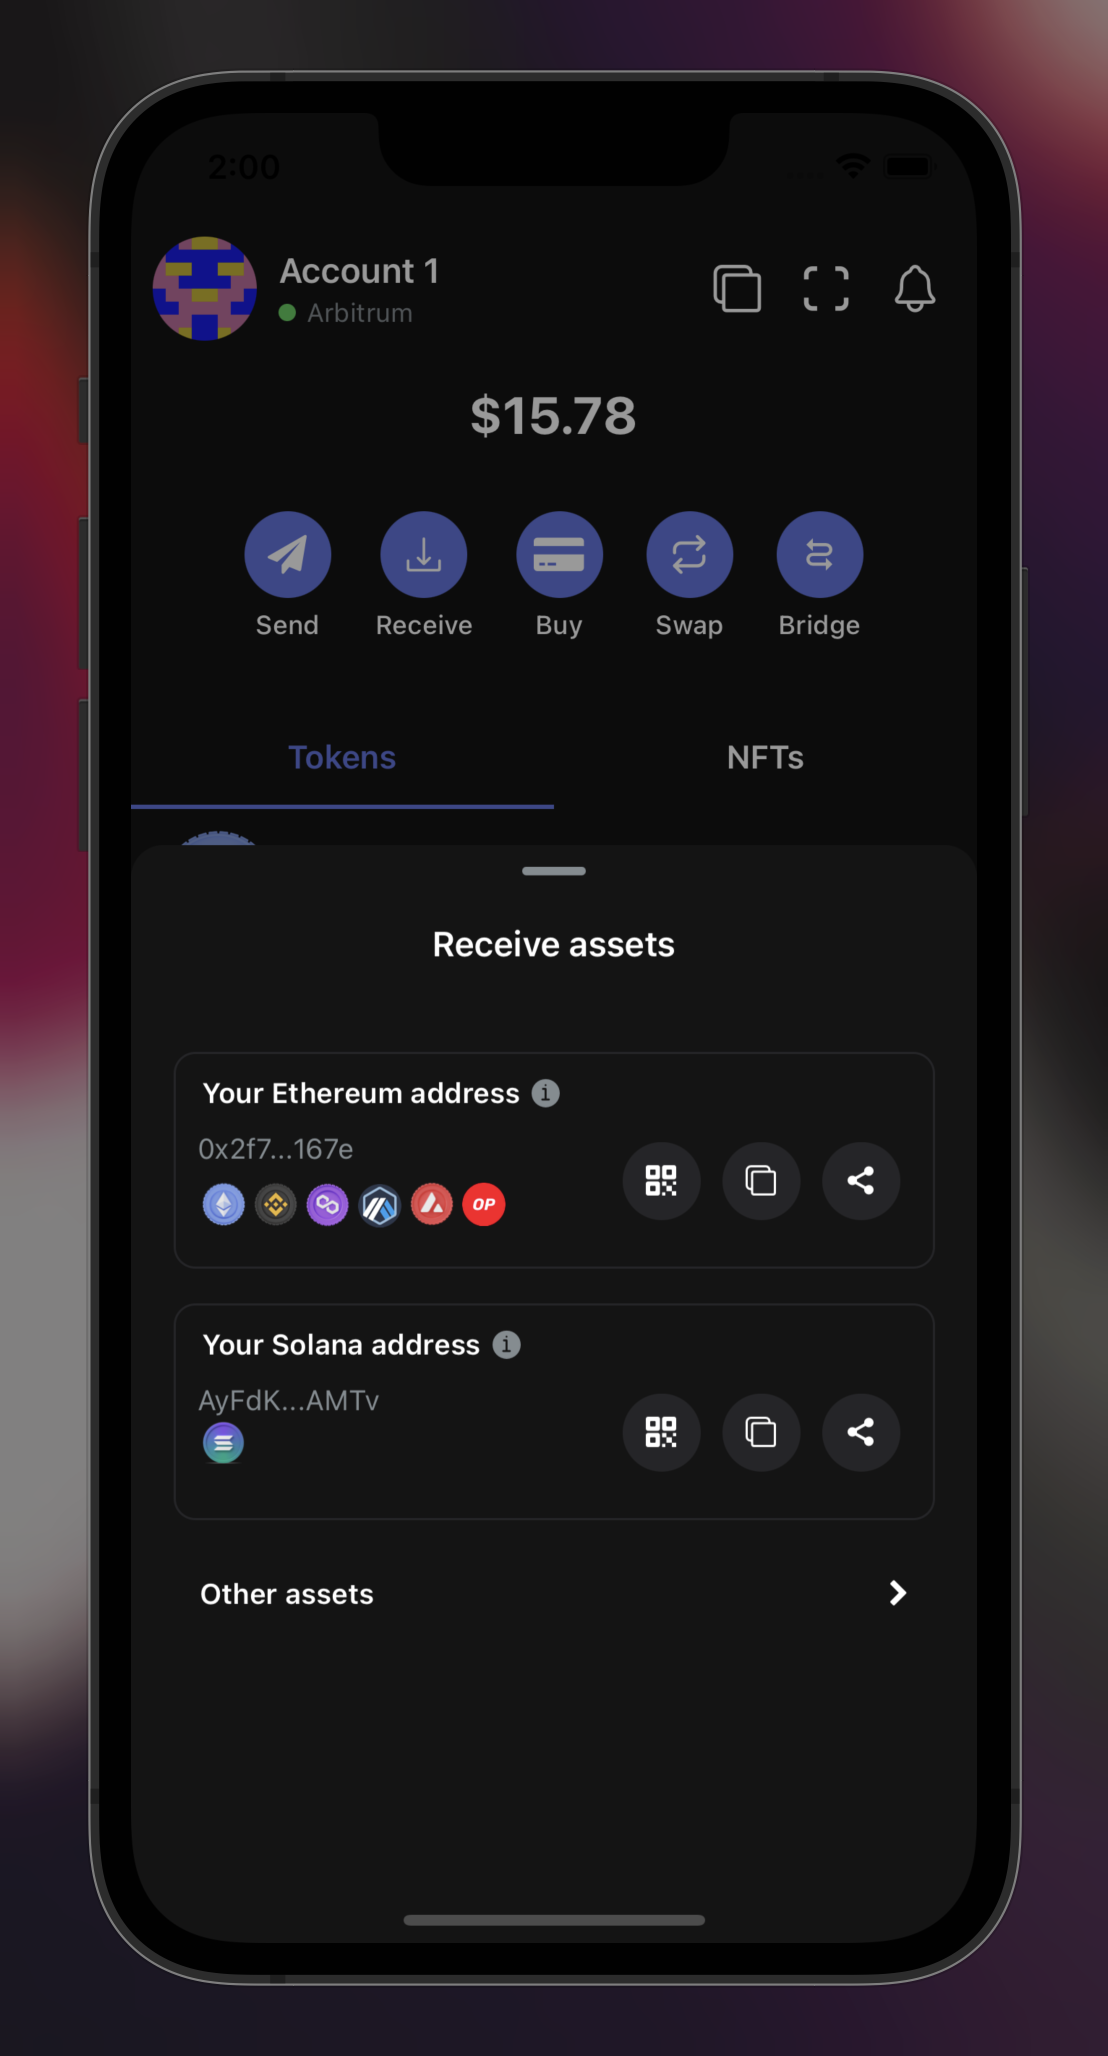 2:00
Account 1
Arbitrum
$15.78
Send Receive Buy Swap Bridge
Tokens NFTs
Receive assets
Your Ethereum address i
0x2f7...167e
OP
Your Solana address i
AyFdK...AMTv
Other assets